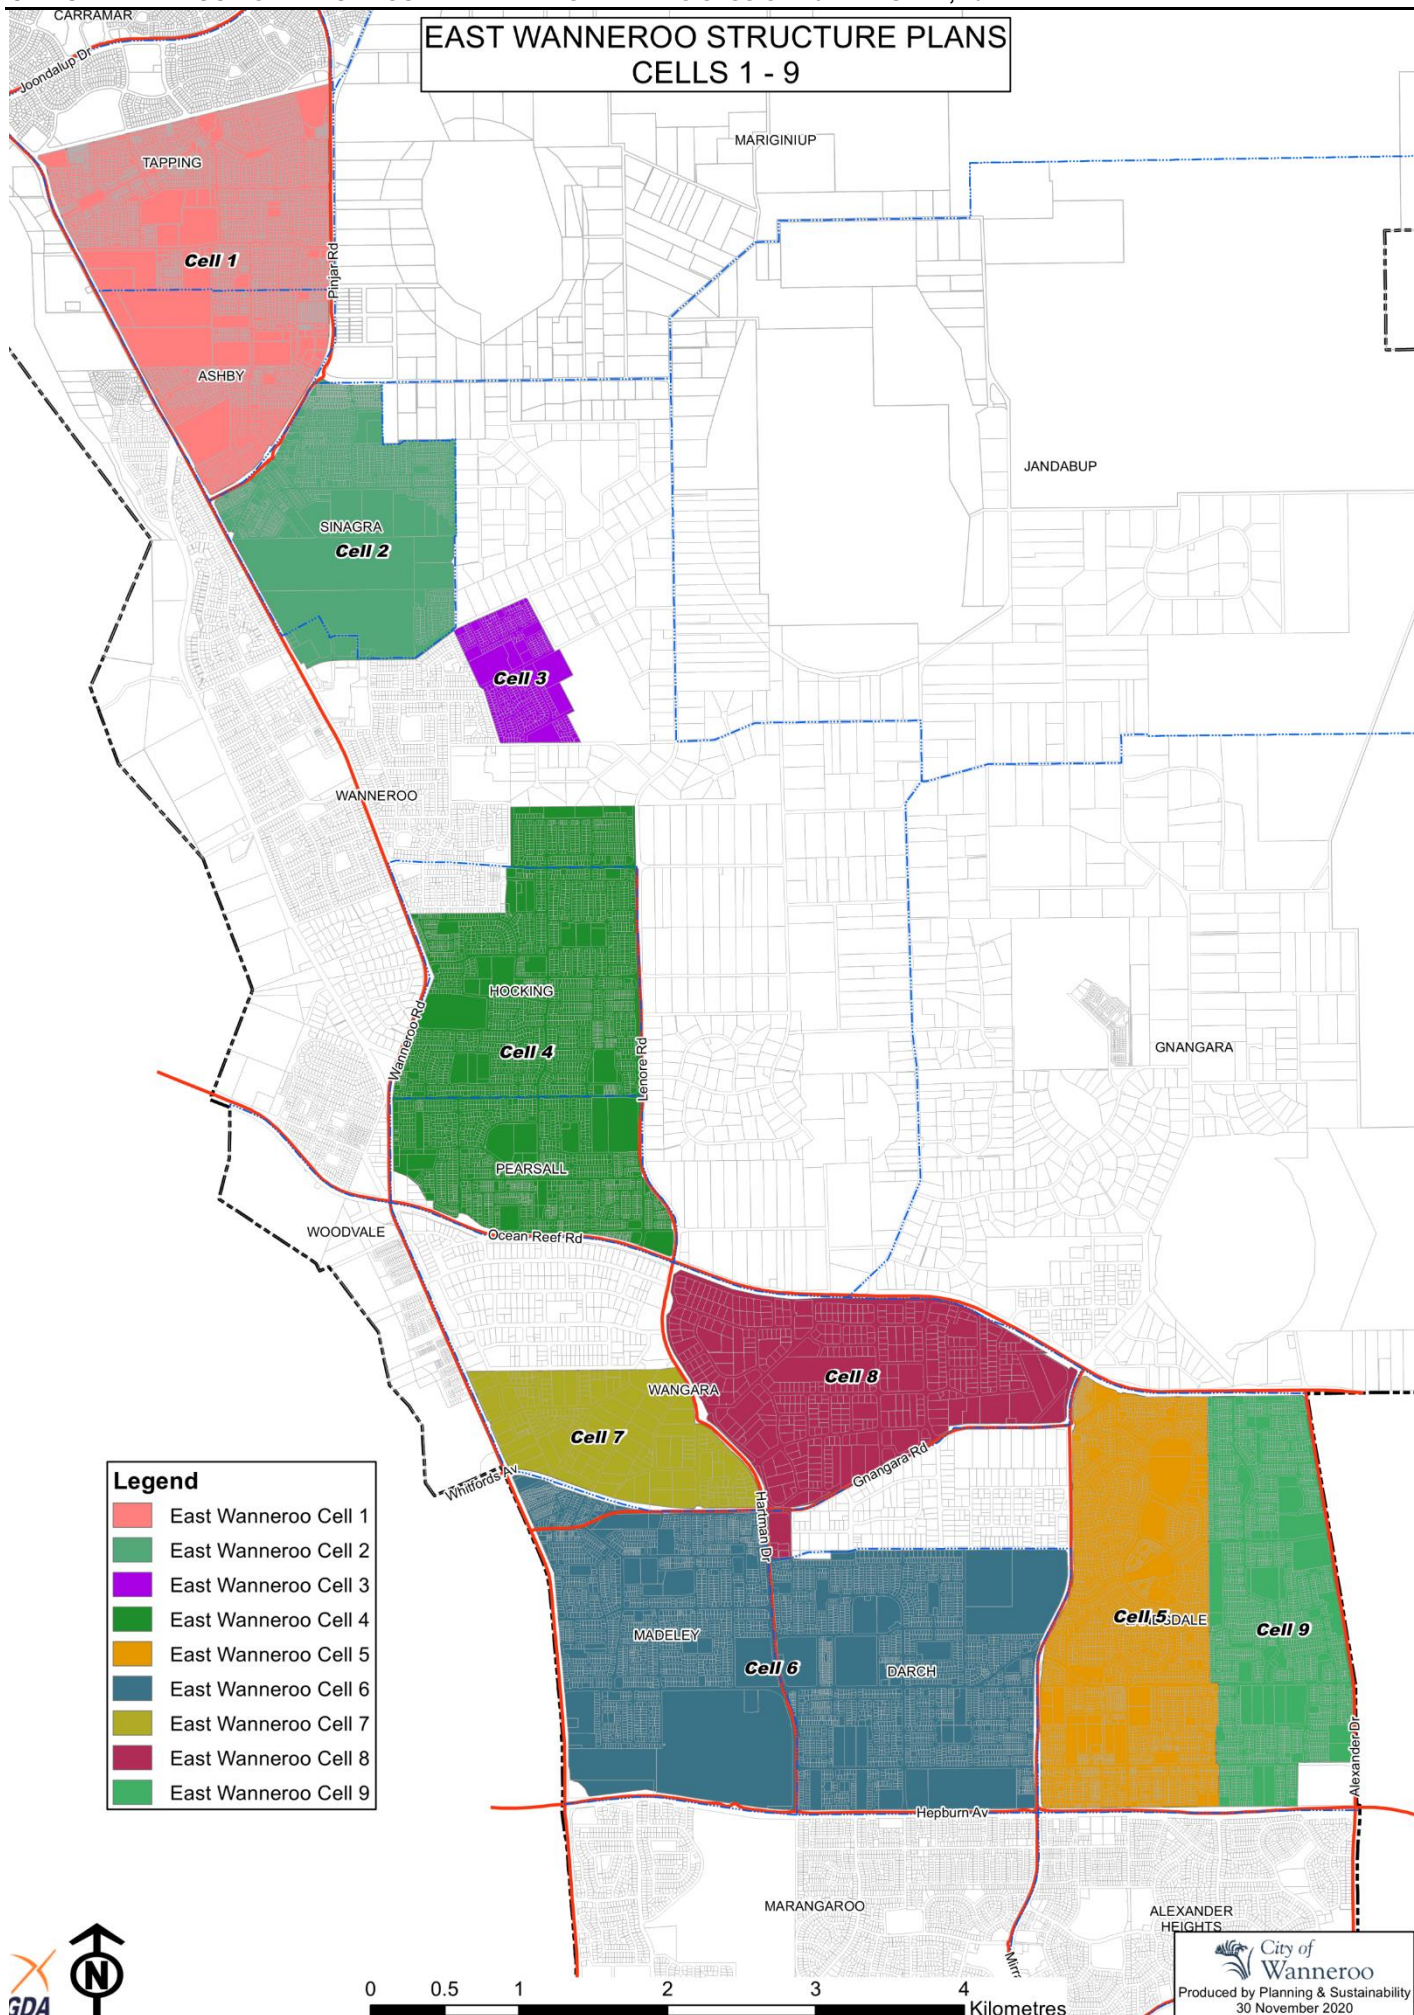 EAST WANNEROO STRUCTURE PLANS
CELLS 1 - 9
CARRAMAR
Joondalup Dr
MARIGINIUP
TAPPING
Cell 1
Pinjar Rd
ASHBY
JANDABUP
SINAGRA
Cell 2
Cell 3
WANNEROO
HOCKING
Wanneroo Rd
Cell 4
Lenore Rd
GNANGARA
PEARSALL
WOODVALE
Ocean Reef Rd
Cell 8
WANGARA
Cell 7
Gnangara Rd
Whitfords Av
Hartman Dr
Cell 5
Cell 9
MADELEY
Cell 6
DARCH
Alexander Dr
Hepburn Av
MARANGAROO
ALEXANDER
HEIGHTS
Legend
East Wanneroo Cell 1
East Wanneroo Cell 2
East Wanneroo Cell 3
East Wanneroo Cell 4
East Wanneroo Cell 5
East Wanneroo Cell 6
East Wanneroo Cell 7
East Wanneroo Cell 8
East Wanneroo Cell 9
N
GDA
0 0.5 1 2 3 4
Kilometres
City of
Wanneroo
Produced by Planning & Sustainability
30 November 2020